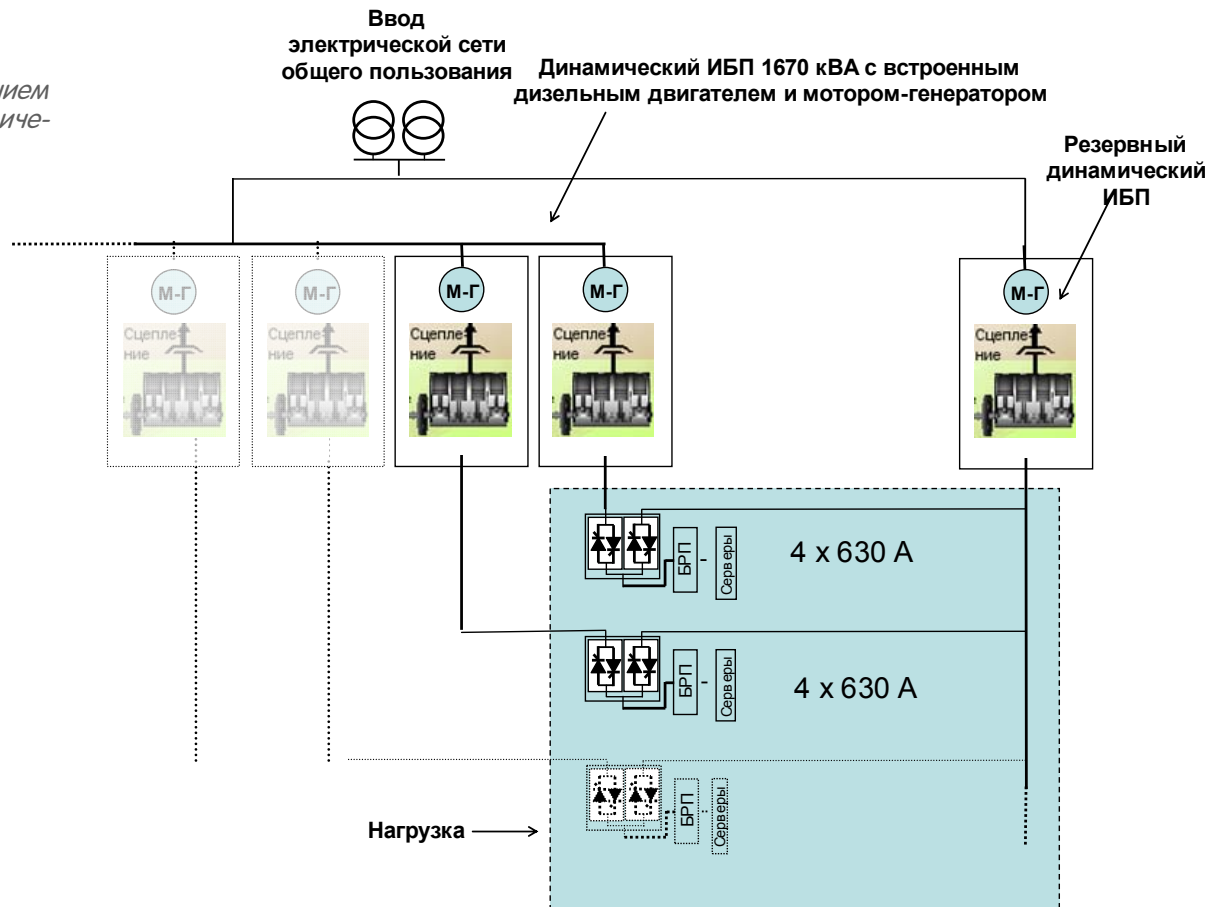 Ввод
электрической сети
общего пользования
Динамический ИБП 1670 кВА с встроенным
дизельным двигателем и мотором-генератором
нием
иче-
Резервный
динамический
ИБП
М-Г
М-Г
М-Г
М-Г
М-Г
Сцепле-
ние
Сцепле-
ние
Сцепле-
ние
Сцепле-
ние
Сцепле-
ние
БРП
Серверы
4 x 630 А
БРП
Серверы
4 x 630 А
БРП
Серверы
Нагрузка